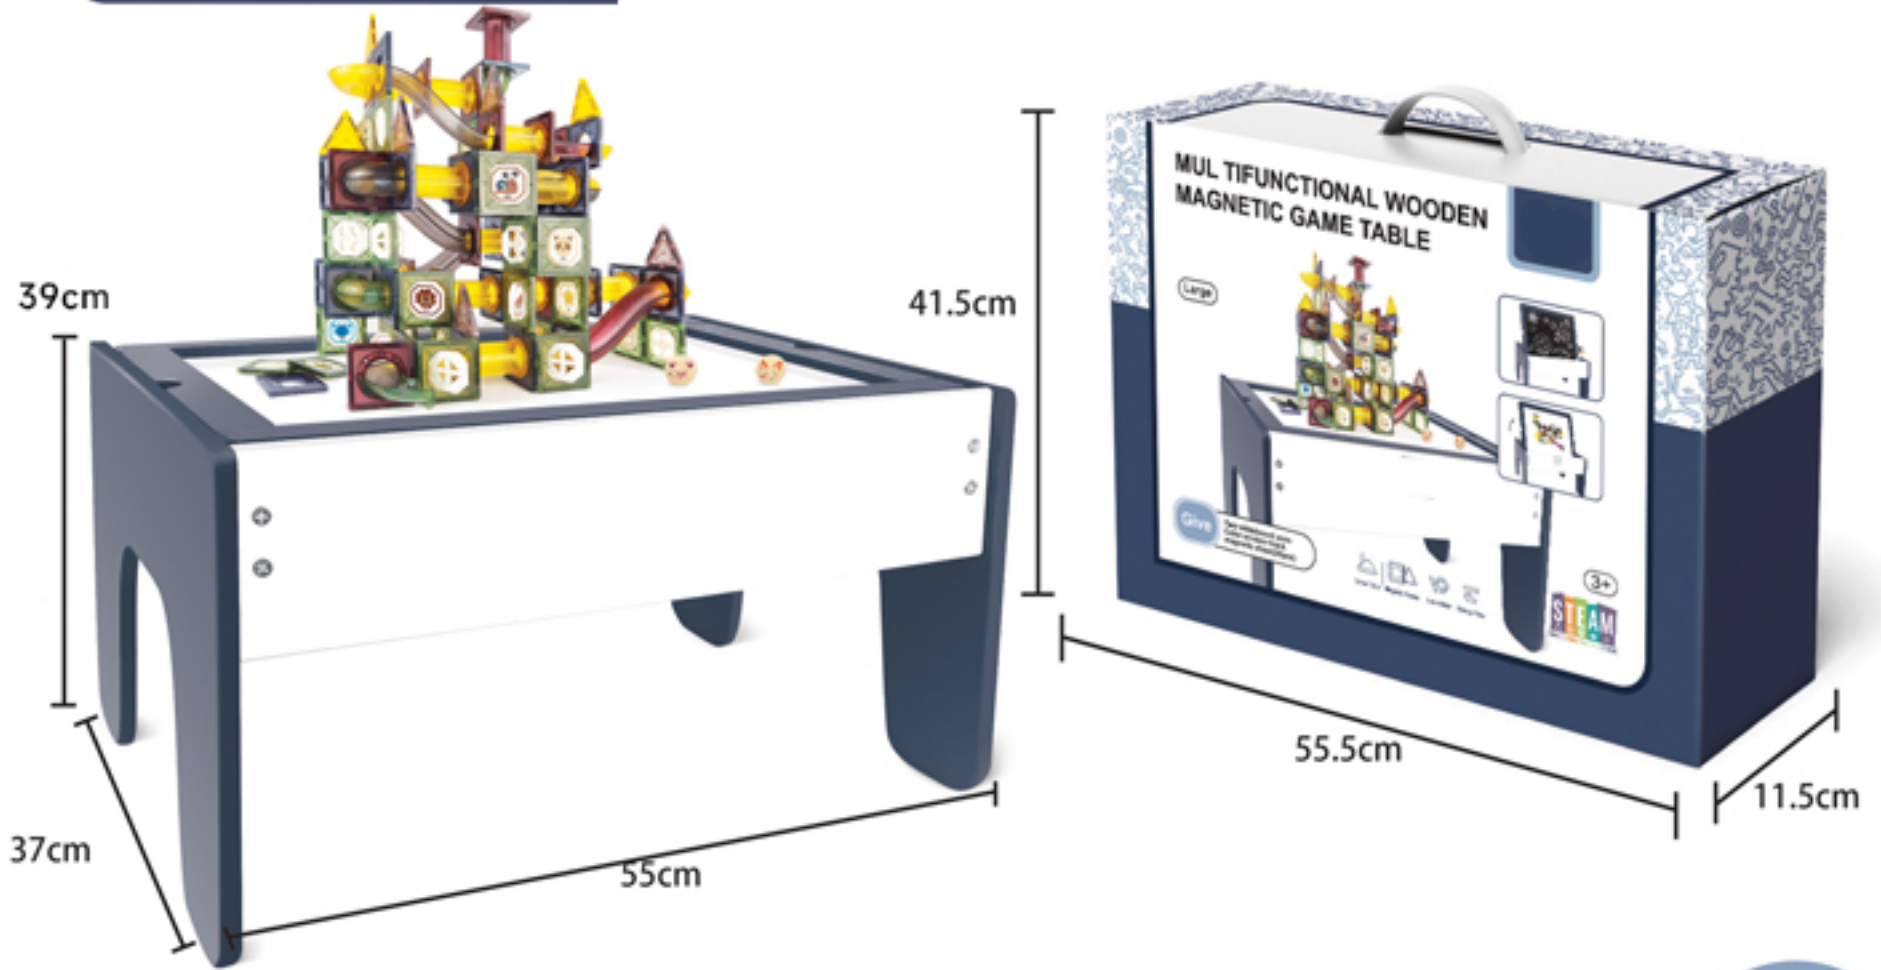 39cm
37cm
55cm
41.5cm
MUL TIFUNCTIONAL WOODEN
MAGNETIC GAME TABLE
Large
Give
3+
STEAM
55.5cm
11.5cm